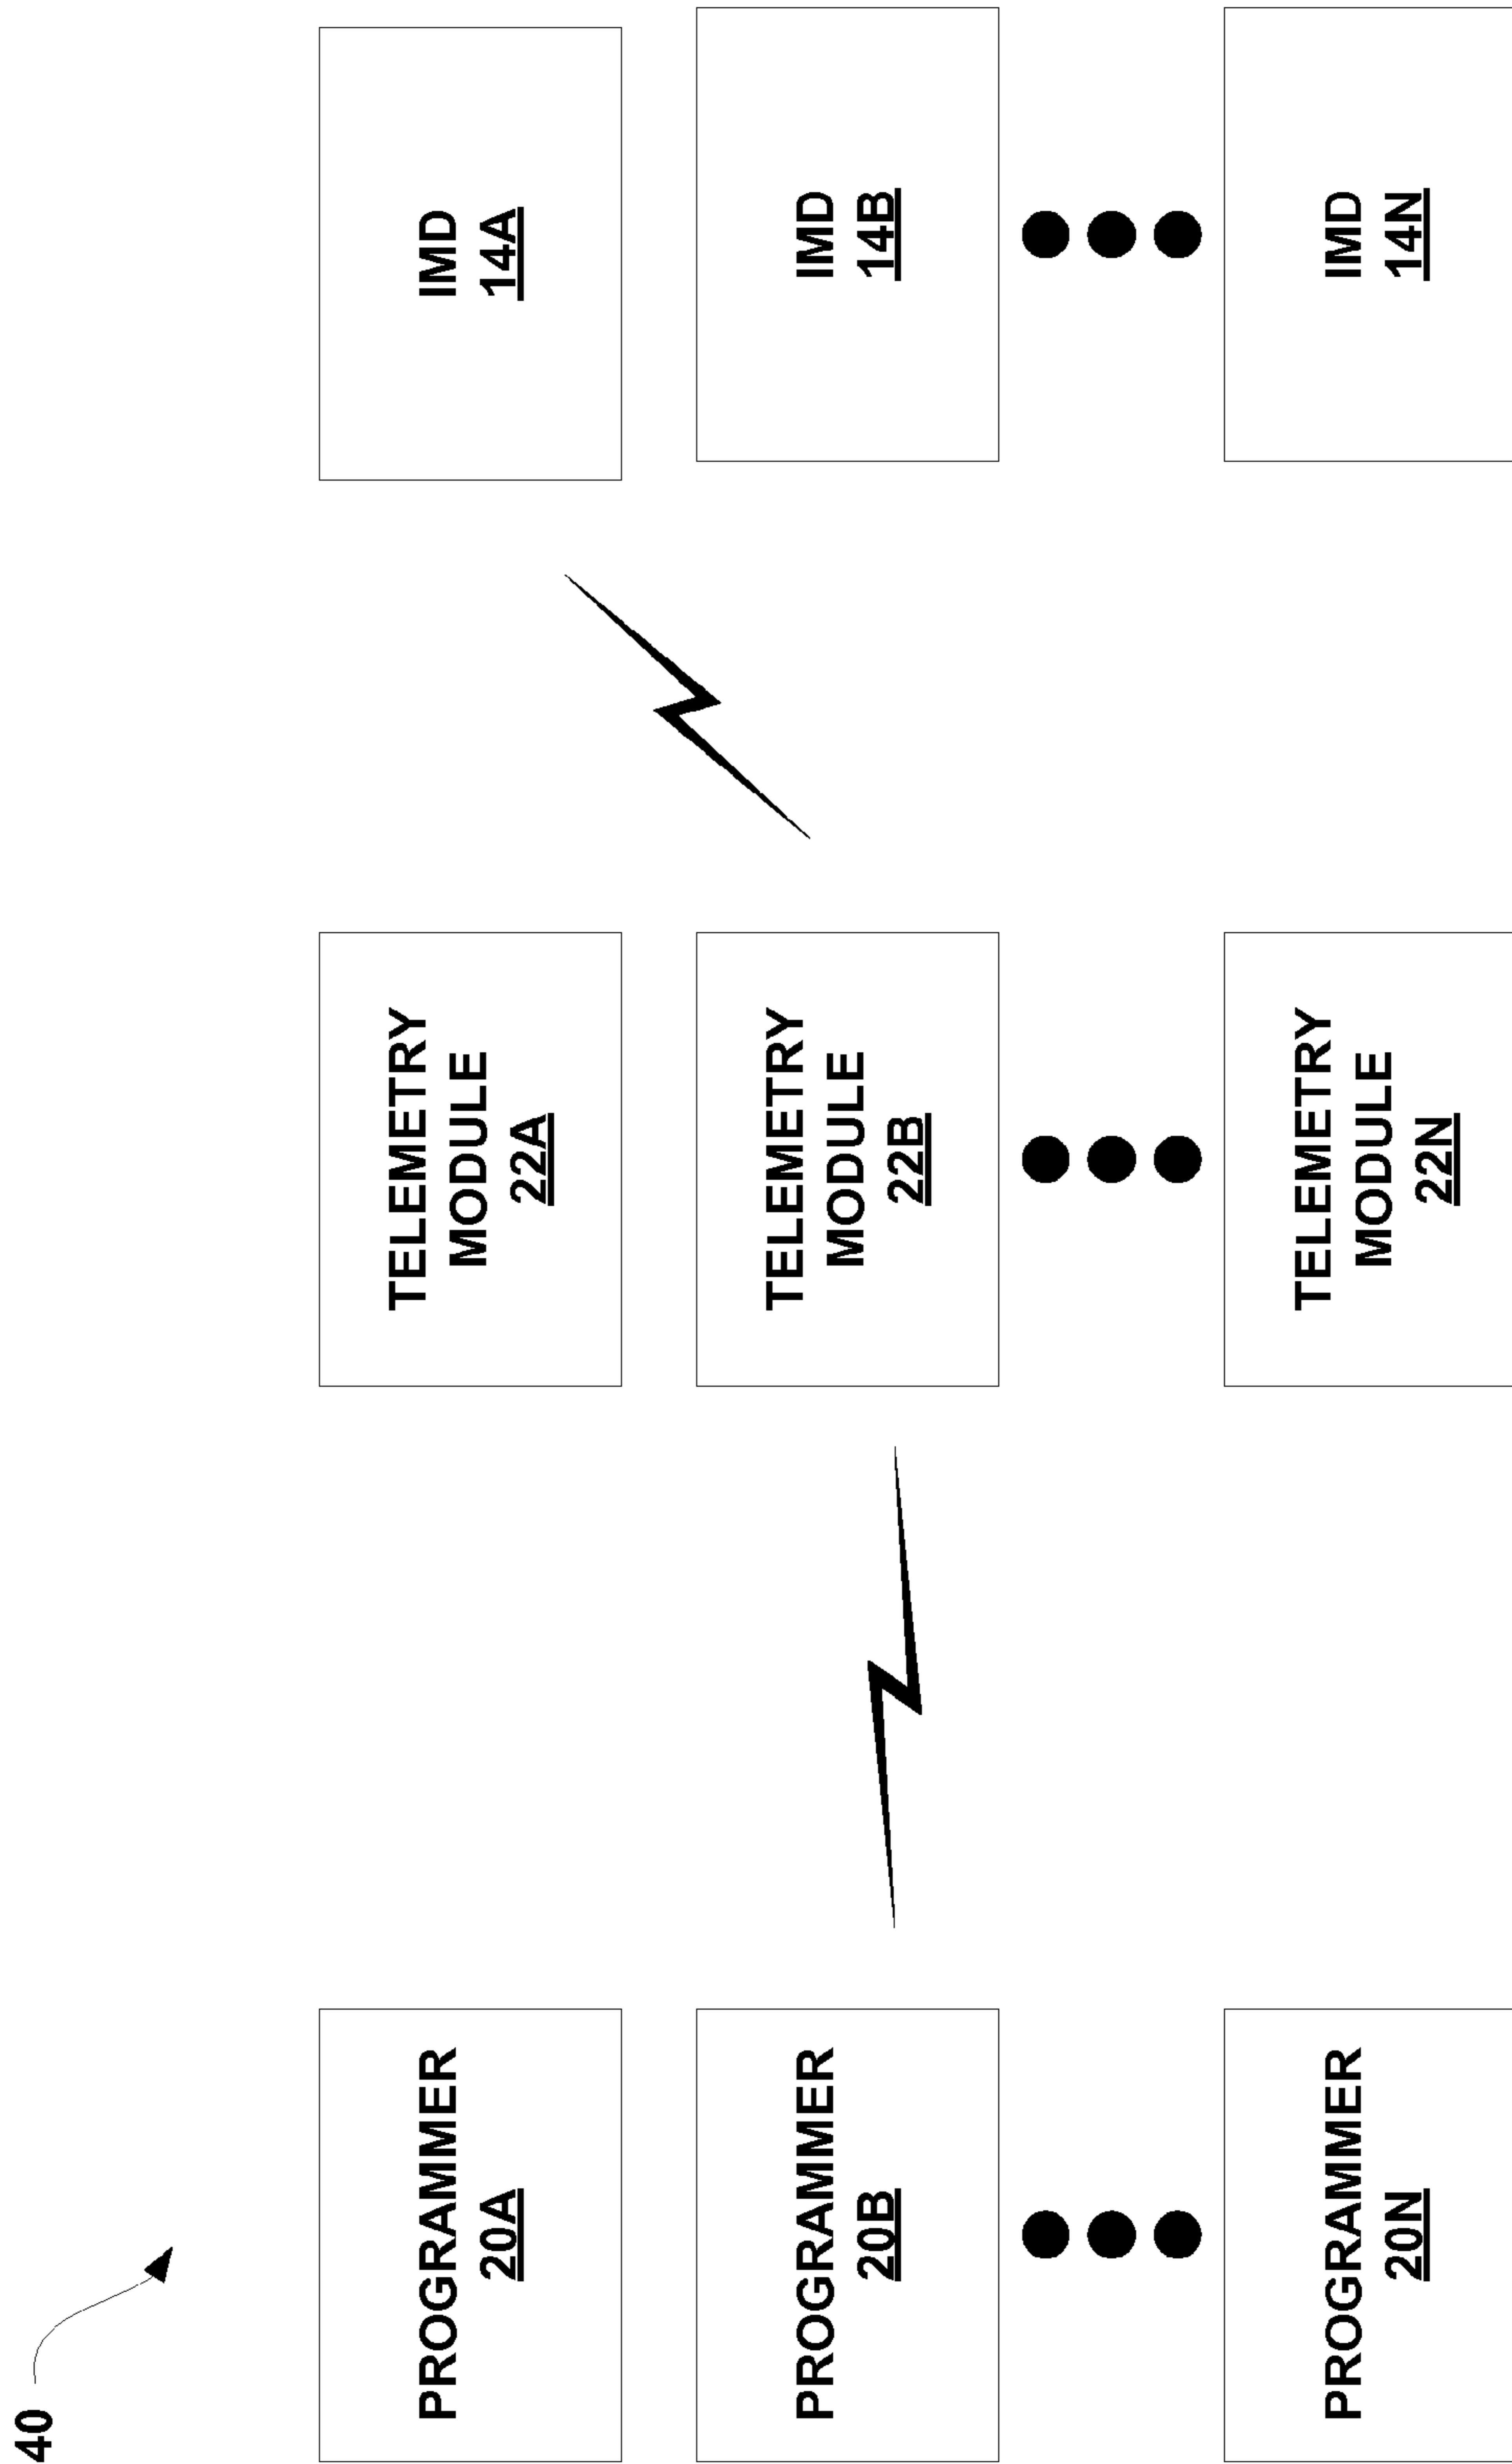 40
PROGRAMMER
20A
TELEMETRY
MODULE
22A
IMD
14A
PROGRAMMER
20B
TELEMETRY
MODULE
22B
IMD
14B
PROGRAMMER
20N
TELEMETRY
MODULE
22N
IMD
14N